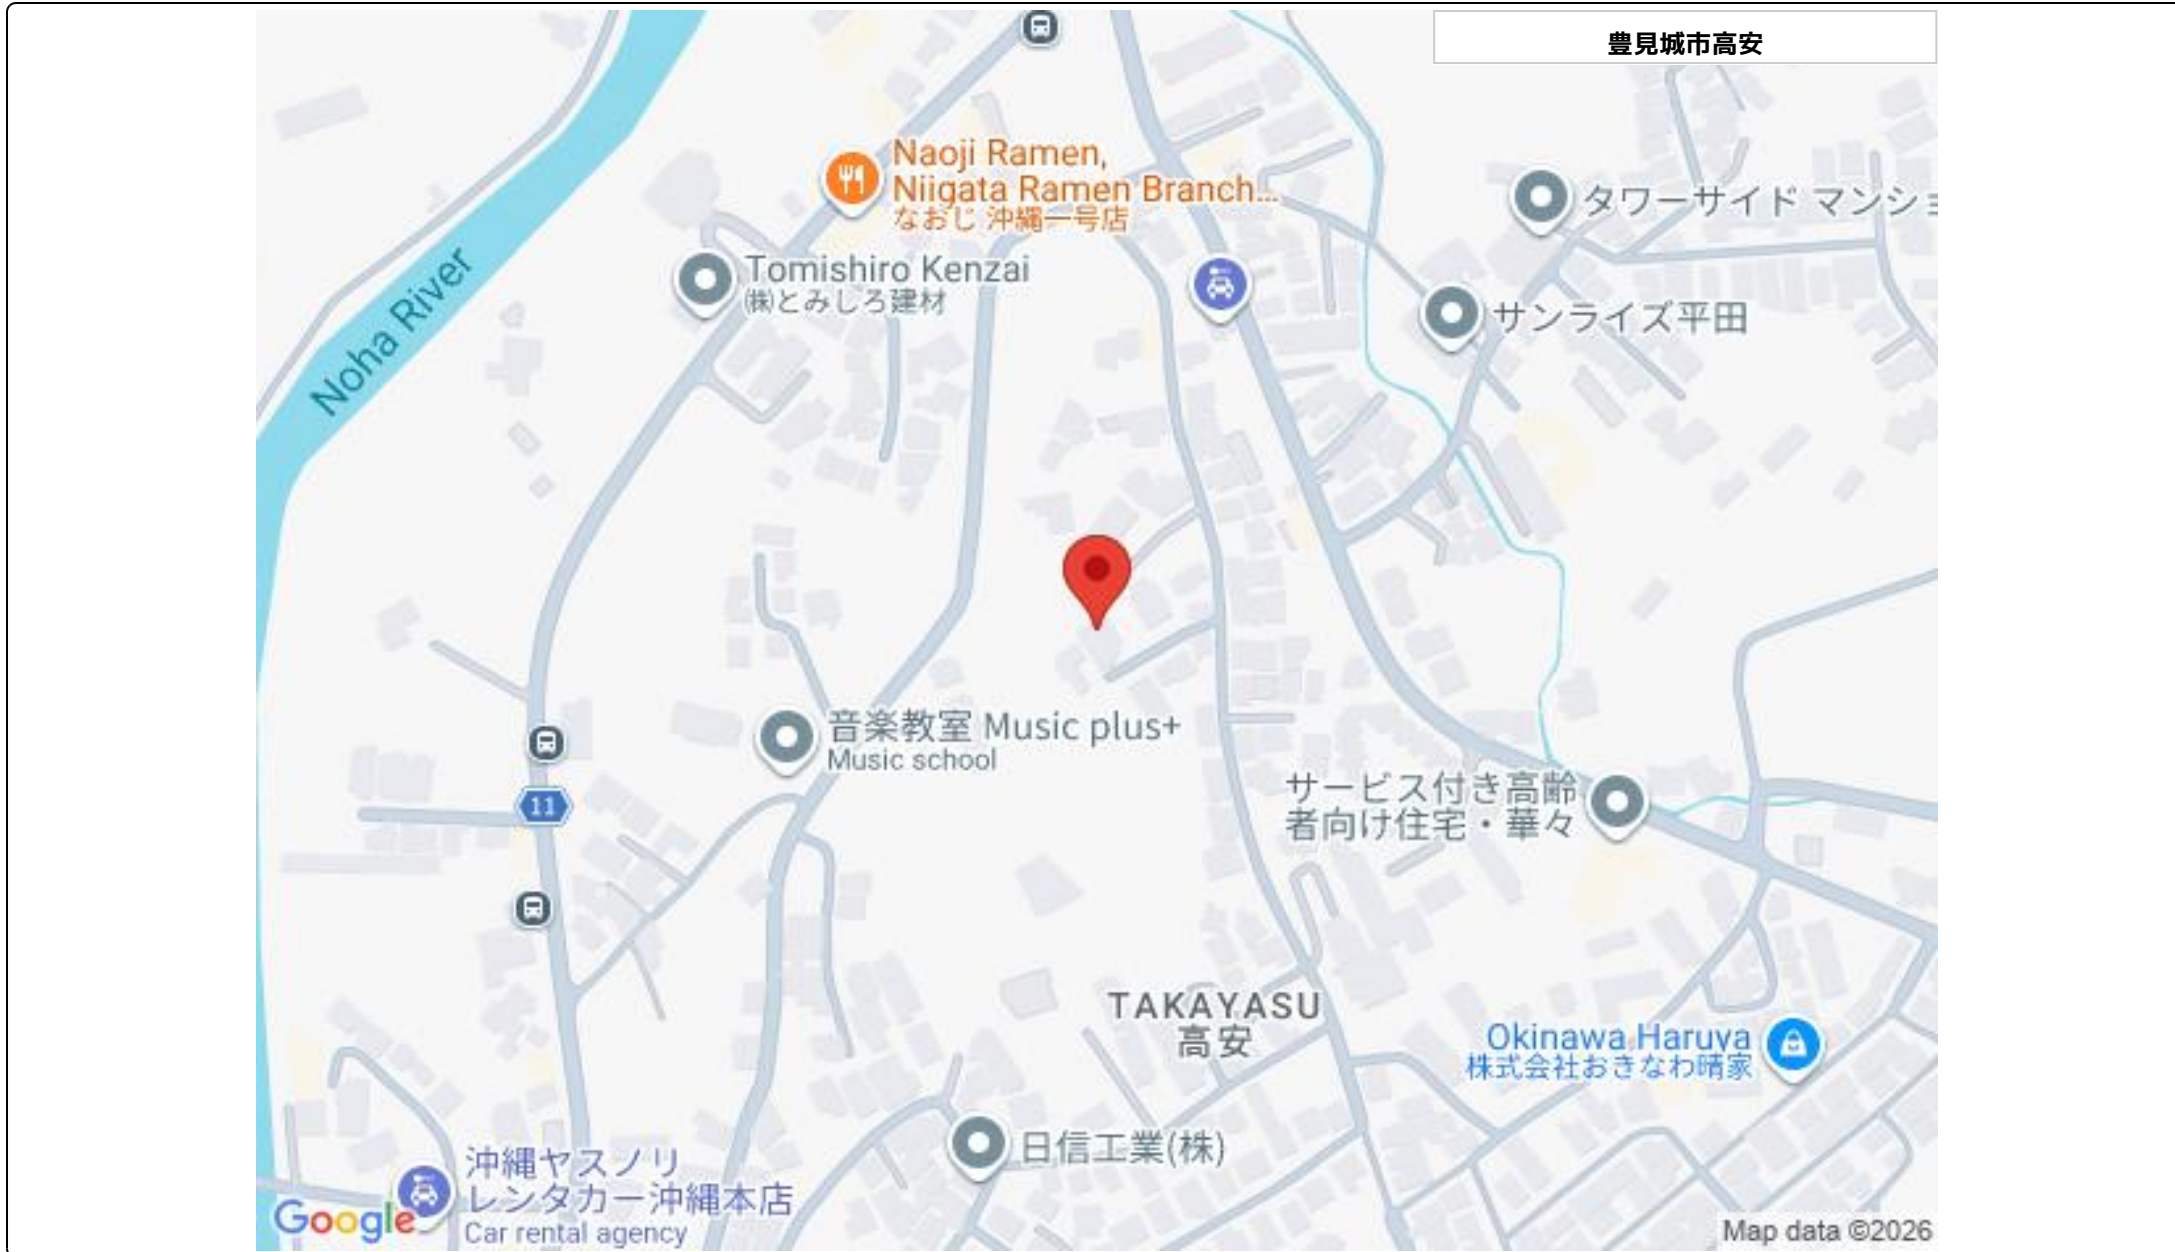 豊見城市高安
Naoji Ramen,
Niigata Ramen Branch...
なおじ 沖縄一号店
タワーサイド マンショ
Tomishiro Kenzai
㈱とみしろ建材
サンライズ平田
Noha River
音楽教室 Music plus+
Music school
サービス付き高齢
者向け住宅・華々
11
TAKAYASU
高安
Okinawa Haruya
株式会社おきなわ晴家
日信工業(株)
沖縄ヤスノリ
レンタカー沖縄本店
Car rental agency
Google
Map data ©2026